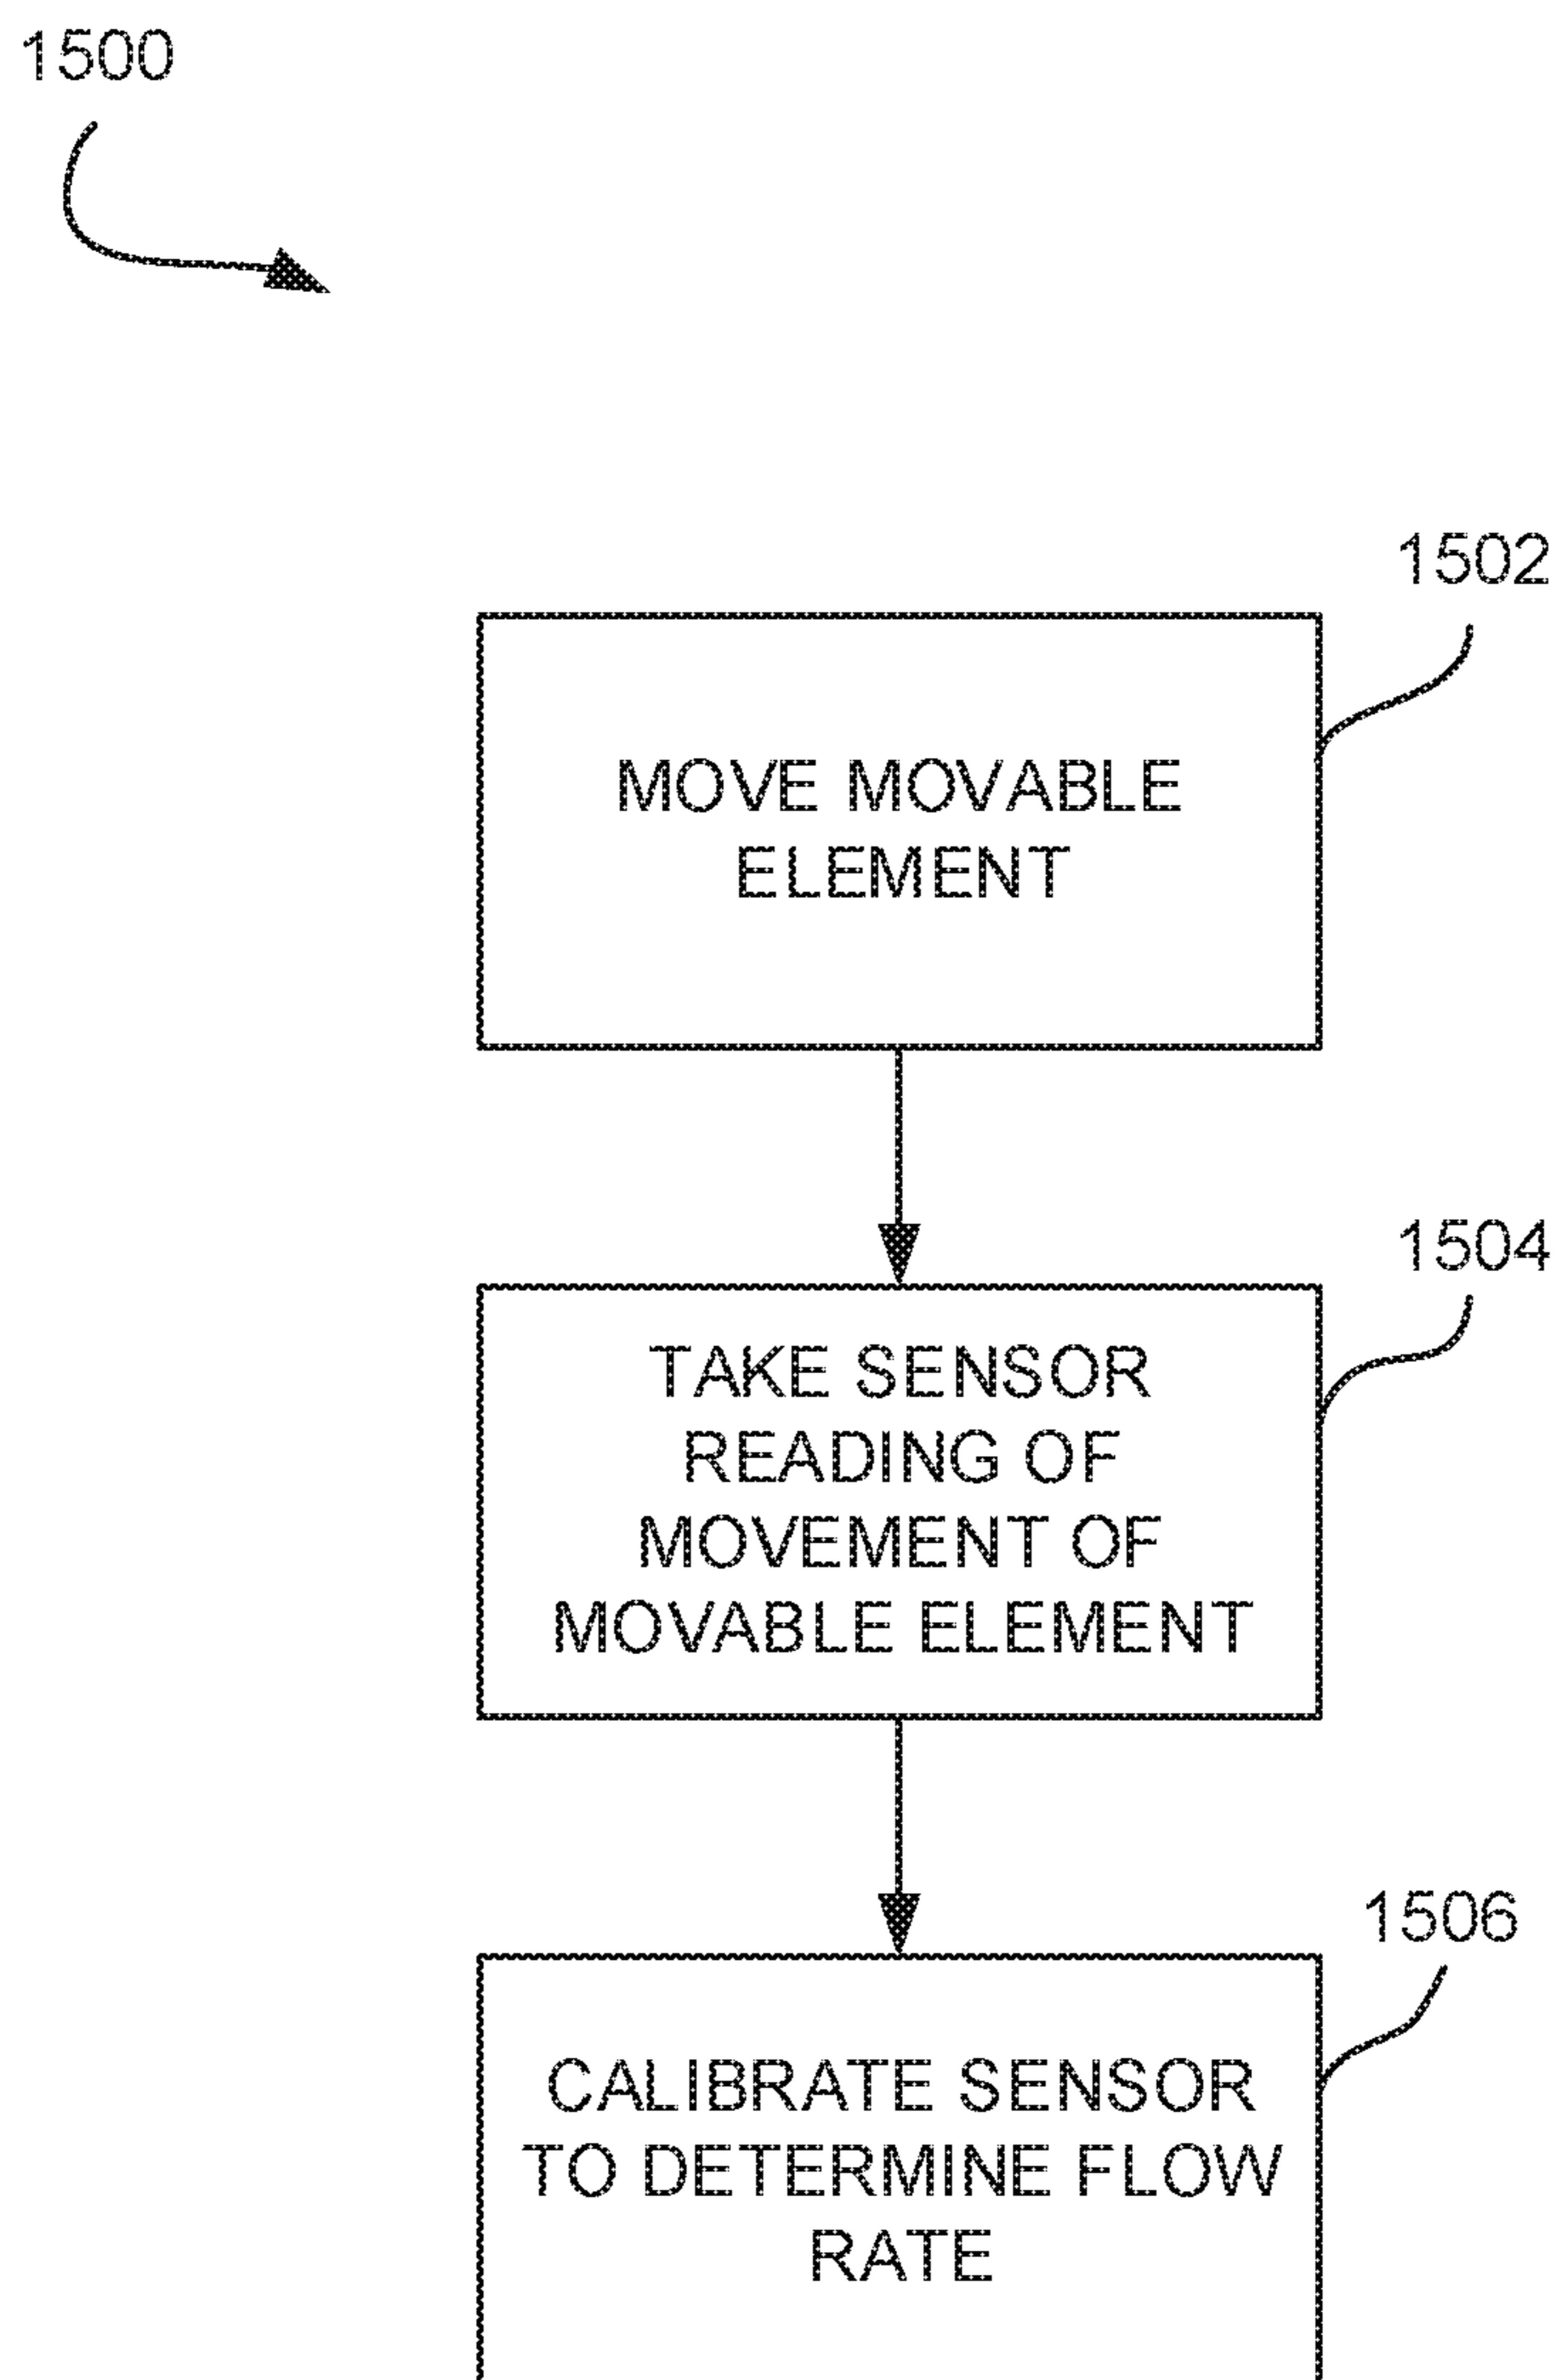 1500
1502
MOVE MOVABLE
ELEMENT
1504
TAKE SENSOR
READING OF
MOVEMENT OF
MOVABLE ELEMENT
1506
CALIBRATE SENSOR
TO DETERMINE FLOW
RATE